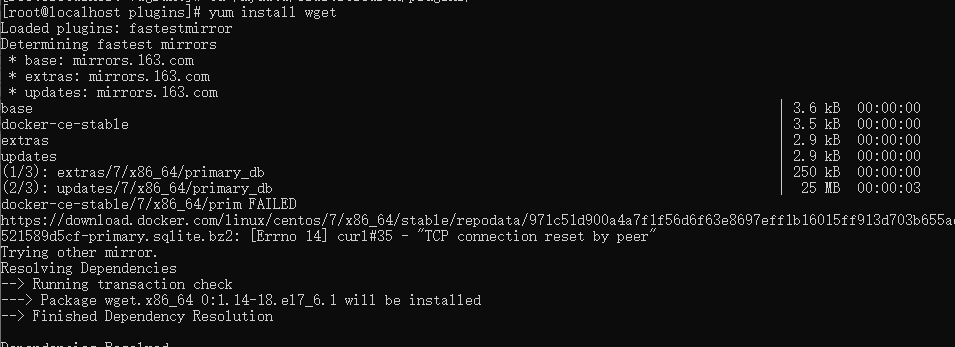 [root@localhost plugins]# yum install wget
Loaded plugins: fastestmirror
Determining fastest mirrors
* base: mirrors.163.com
* extras: mirrors.163.com
* updates: mirrors.163.com
base | 3.6 kB 00:00:00
docker-ce-stable | 3.5 kB 00:00:00
extras | 2.9 kB 00:00:00
updates | 2.9 kB 00:00:00
(1/3): extras/7/x86_64/primary_db | 250 kB 00:00:00
(2/3): updates/7/x86_64/primary_db | 25 MB 00:00:03
docker-ce-stable/7/x86_64/prim FAILED
https://download.docker.com/linux/centos/7/x86_64/stable/repodata/971c51d900a4a7f1f56d6f63e8697eff1b16015ff913d703b655a
521589d5cf-primary.sqlite.bz2: [Errno 14] curl#35 - "TCP connection reset by peer"
Trying other mirror.
Resolving Dependencies
--> Running transaction check
---> Package wget.x86_64 0:1.14-18.el7_6.1 will be installed
--> Finished Dependency Resolution
Dependencies Resolved